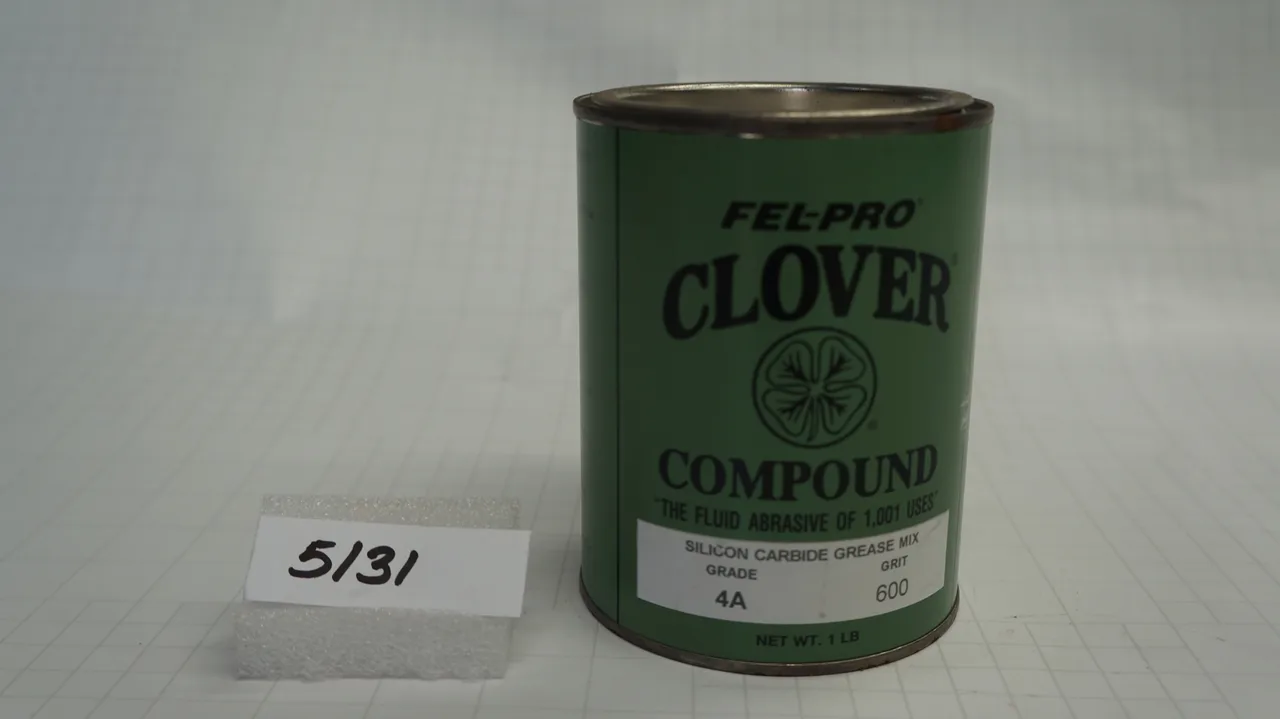 FEL-PRO®
CLOVER®
®
COMPOUND
"THE FLUID ABRASIVE OF 1,001 USES"
SILICON CARBIDE GREASE MIX
GRADE GRIT
4A 600
NET WT. 1 LB
5131